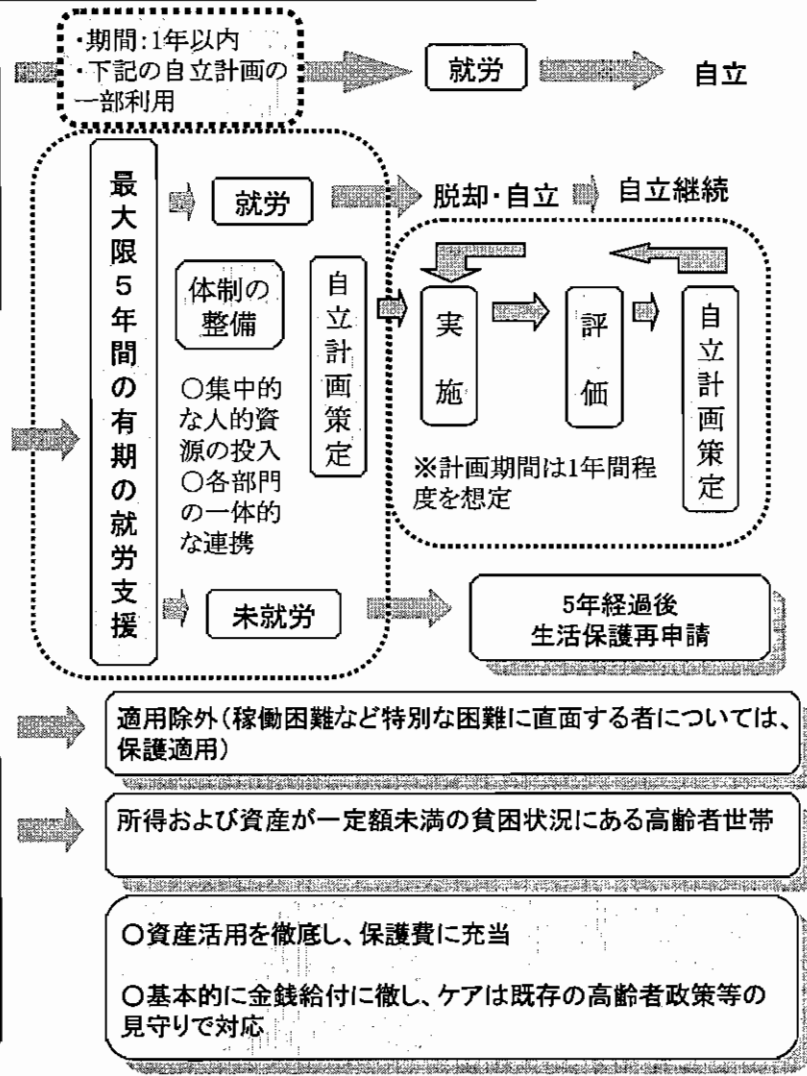 ・期間:1年以内
・下記の自立計画の
一部利用
就労
自立
最大限5年間の有期の就労支援
就労
脱却・自立
自立継続
体制の
整備
○集中的
な人的資
源の投入
○各部門
の一体的
な連携
自立計画策定
実施
評価
自立計画策定
※計画期間は1年間程
度を想定
未就労
5年経過後
生活保護再申請
適用除外(稼働困難など特別な困難に直面する者については、
保護適用)
所得および資産が一定額未満の貧困状況にある高齢者世帯
○資産活用を徹底し、保護費に充当
○基本的に金銭給付に徹し、ケアは既存の高齢者政策等の
見守りで対応